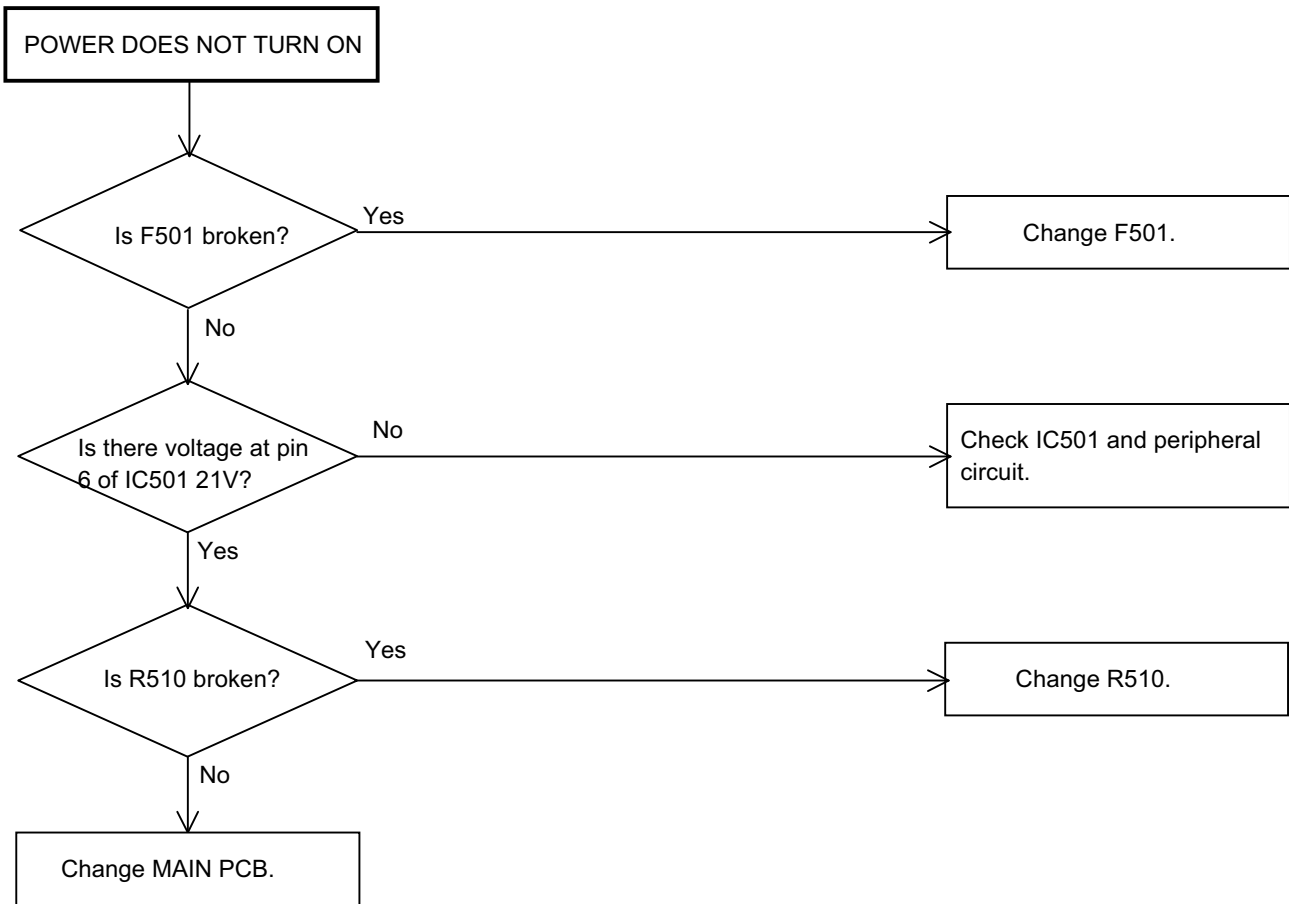 POWER DOES NOT TURN ON
Is F501 broken?
Yes
Change F501.
No
Is there voltage at pin
6 of IC501 21V?
No
Check IC501 and peripheral
circuit.
Yes
Is R510 broken?
Yes
Change R510.
No
Change MAIN PCB.